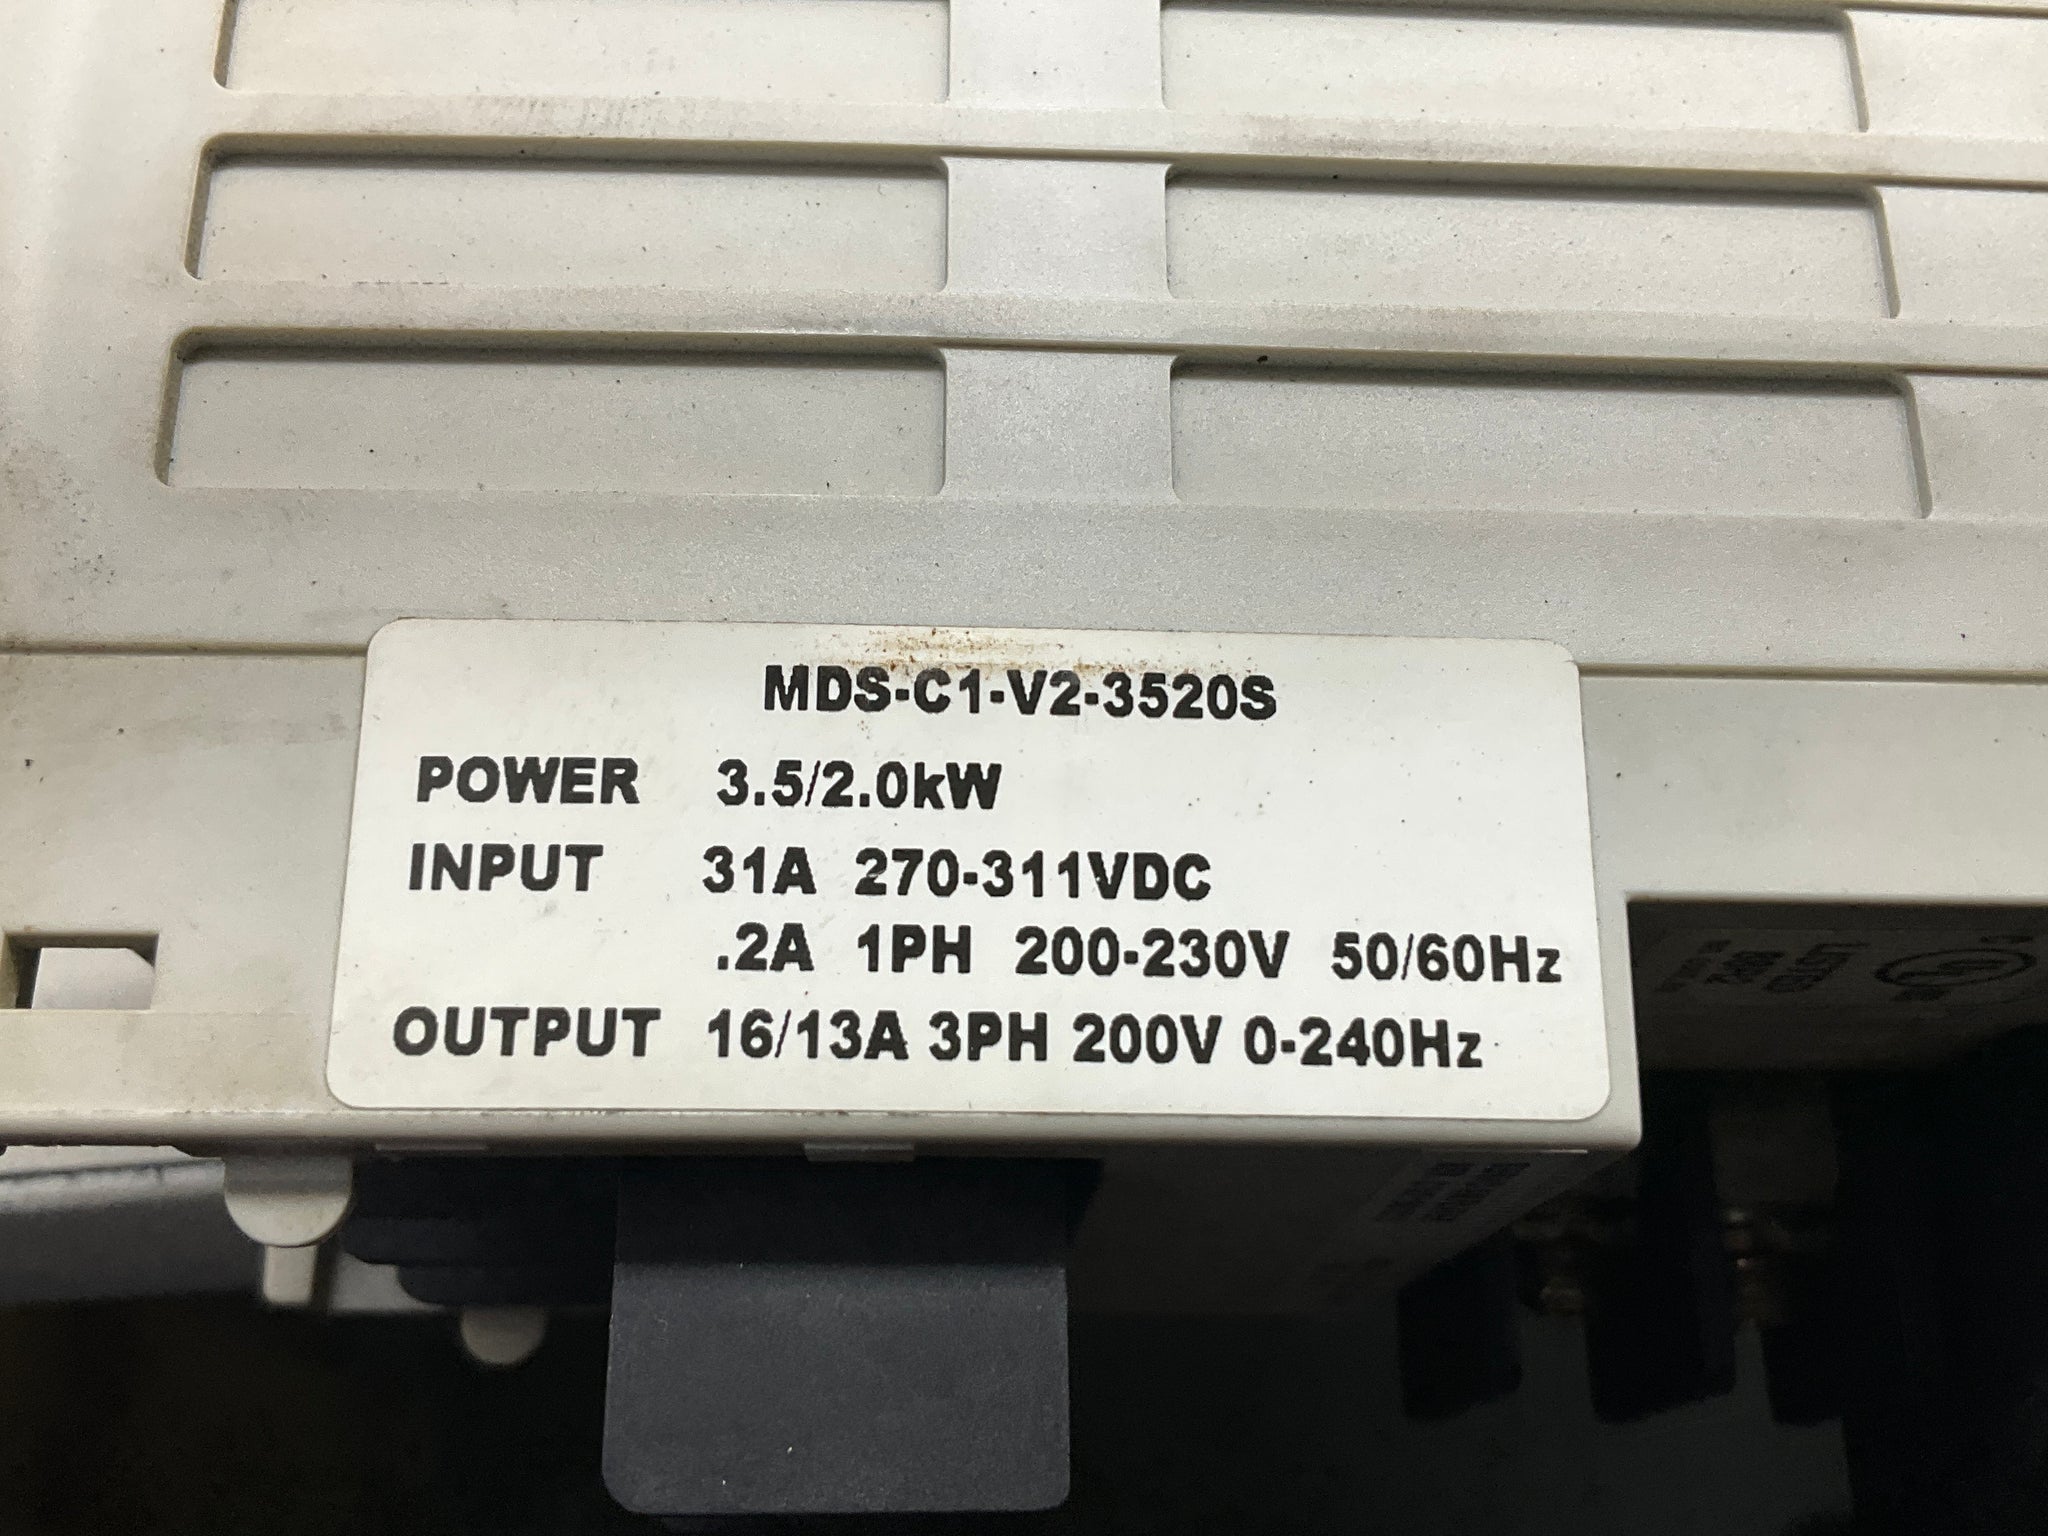 MDS-C1-V2-3520S
POWER 3.5/2.0kW
INPUT 31A 270-311VDC
.2A 1PH 200-230V 50/60Hz
OUTPUT 16/13A 3PH 200V 0-240Hz
LISTED